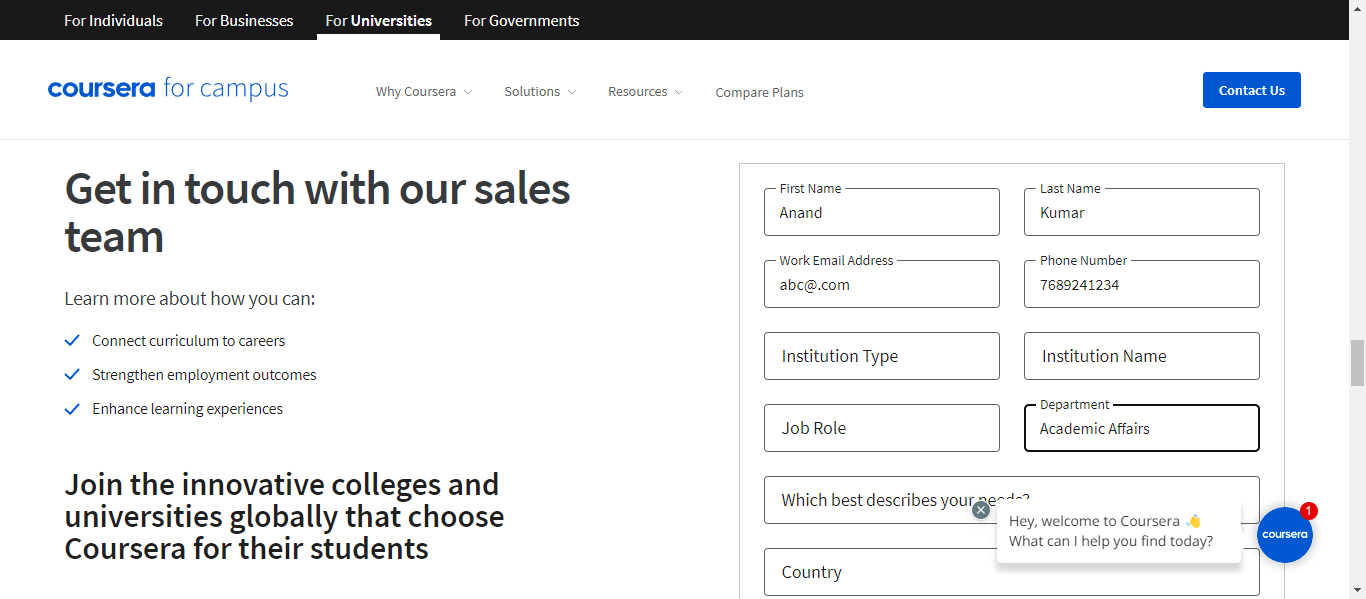 For Individuals For Businesses For Universities For Governments
coursera for campus Why Coursera Solutions Resources Compare Plans Contact Us
Get in touch with our sales
team
Learn more about how you can:
Connect curriculum to careers
Strengthen employment outcomes
Enhance learning experiences
Join the innovative colleges and
universities globally that choose
Coursera for their students
First Name Last Name
Anand Kumar
Work Email Address Phone Number
abc@.com 7689241234
Institution Type Institution Name
Department
Job Role Academic Affairs
Which best describes your needs?
Country
Hey, welcome to Coursera 👋
What can I help you find today?
coursera
1